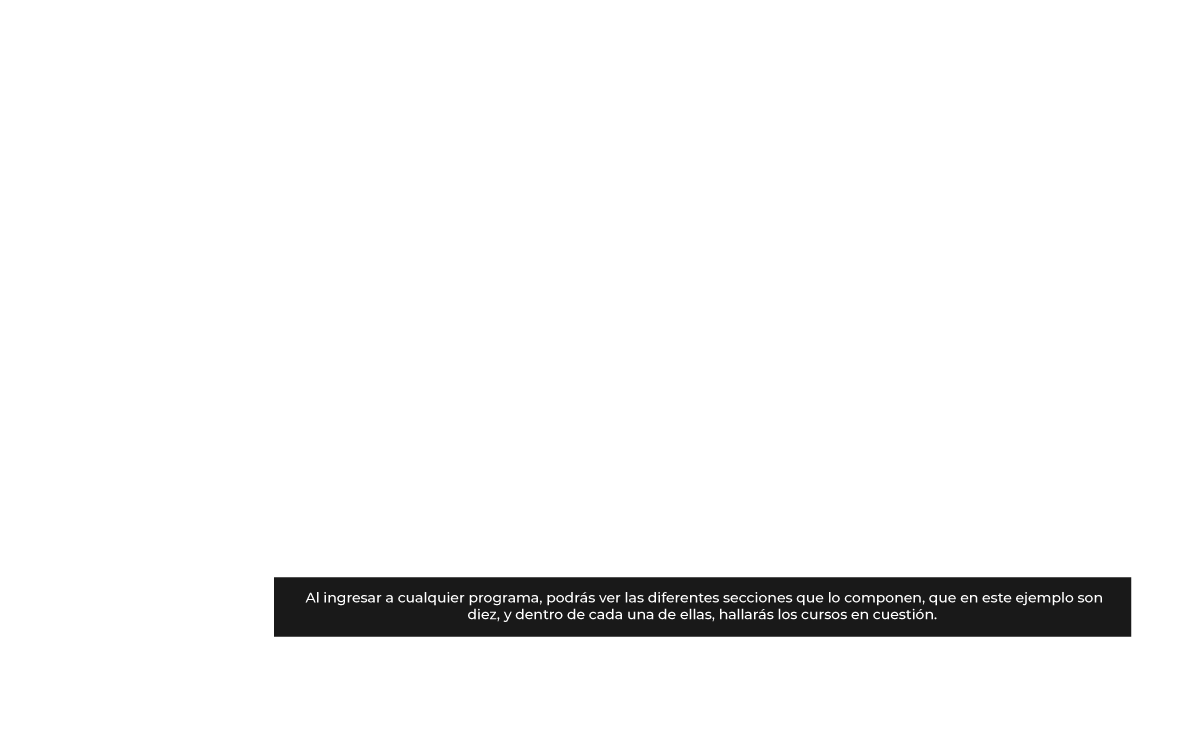 Al ingresar a cualquier programa, podrás ver las diferentes secciones que lo componen, que en este ejemplo son
diez, y dentro de cada una de ellas, hallarás los cursos en cuestión.